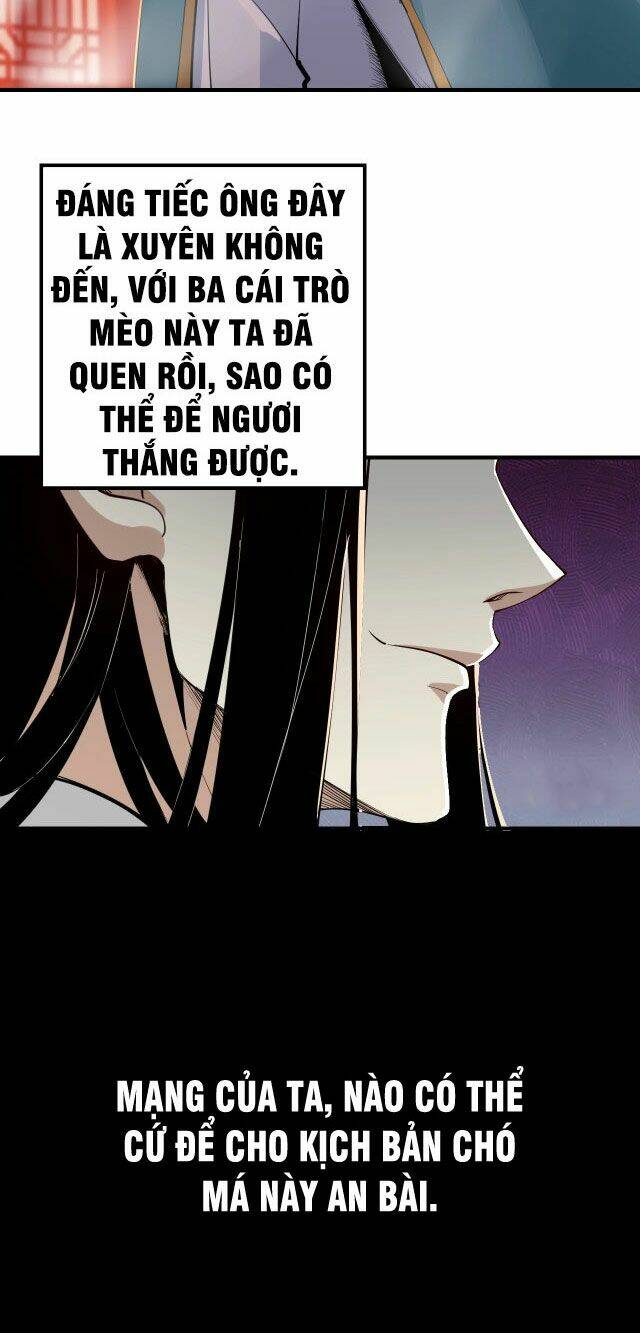 ĐÁNG TIẾC ÔNG ĐÂY
LÀ XUYÊN KHÔNG
ĐẾN, VỚI BA CÁI TRÒ
MÈO NÀY TA ĐÃ
QUEN RỒI, SAO CÓ
THỂ ĐỂ NGƯƠI
THẮNG ĐƯỢC.
MẠNG CỦA TA, NÀO CÓ THỂ
CỨ ĐỂ CHO KỊCH BẢN CHÓ
MÁ NÀY AN BÀI.